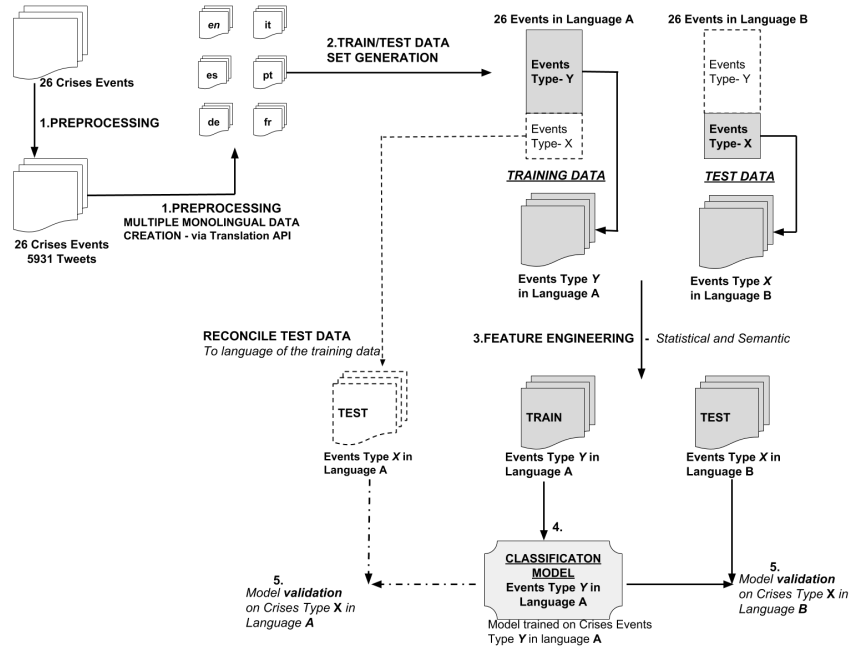 26 Crises Events
1.PREPROCESSING
26 Crises Events
5931 Tweets
en
it
es
pt
de
fr
1.PREPROCESSING
MULTIPLE MONOLINGUAL DATA
CREATION - via Translation API
2.TRAIN/TEST DATA
SET GENERATION
26 Events in Language A
Events
Type- Y
Events
Type- X
TRAINING DATA
Events Type Y
in Language A
26 Events in Language B
Events
Type- Y
Events
Type- X
TEST DATA
Events Type X
in Language B
RECONCILE TEST DATA
To language of the training data
3.FEATURE ENGINEERING - Statistical and Semantic
TEST
Events Type X in
Language A
TRAIN
Events Type Y in
Language A
TEST
Events Type X in
Language B
4.
CLASSIFICATON
MODEL
Events Type Y in
Language A
Model trained on Crises Events
Type Y in language A
5.
Model validation
on Crises Type X in
Language A
5.
Model validation
on Crises Type X in
Language B